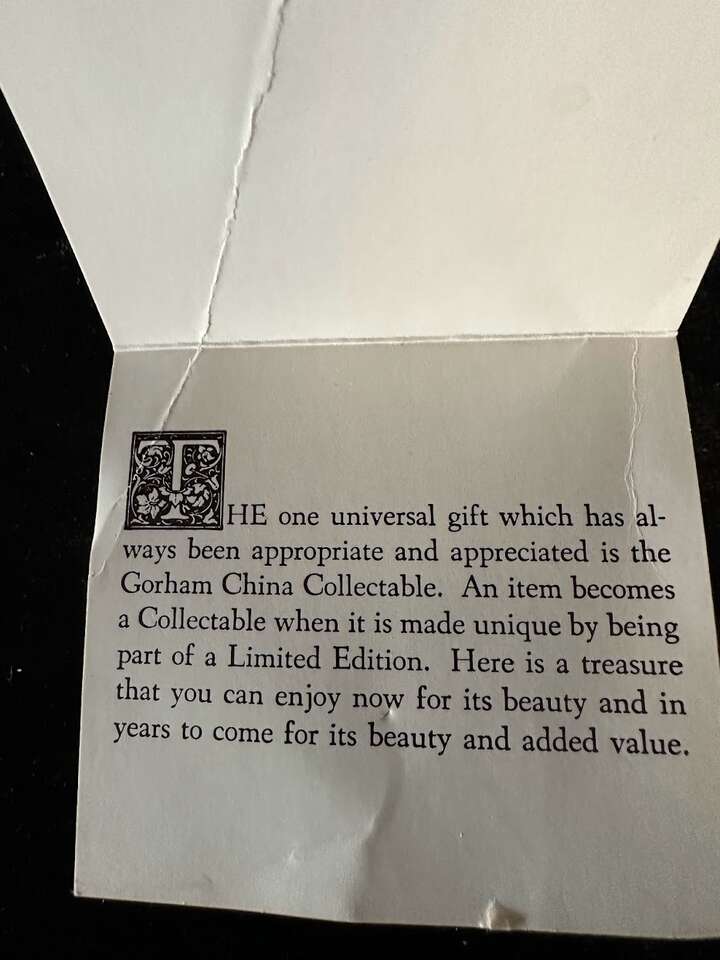 THE one universal gift which has al-
ways been appropriate and appreciated is the
Gorham China Collectable. An item becomes
a Collectable when it is made unique by being
part of a Limited Edition. Here is a treasure
that you can enjoy now for its beauty and in
years to come for its beauty and added value.